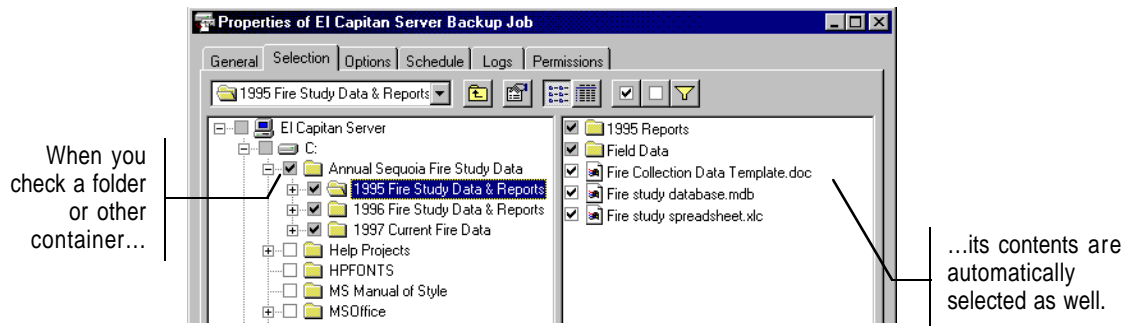 Properties of El Capitan Server Backup Job
General Selection Options Schedule Logs Permissions
1995 Fire Study Data & Reports
El Capitan Server
C:
Annual Sequoia Fire Study Data
1995 Fire Study Data & Reports
1996 Fire Study Data & Reports
1997 Current Fire Data
Help Projects
HPFONTS
MS Manual of Style
MSOffice
1995 Reports
Field Data
Fire Collection Data Template.doc
Fire study database.mdb
Fire study spreadsheet.xlc
When you
check a folder
or other
container…
…its contents are
automatically
selected as well.